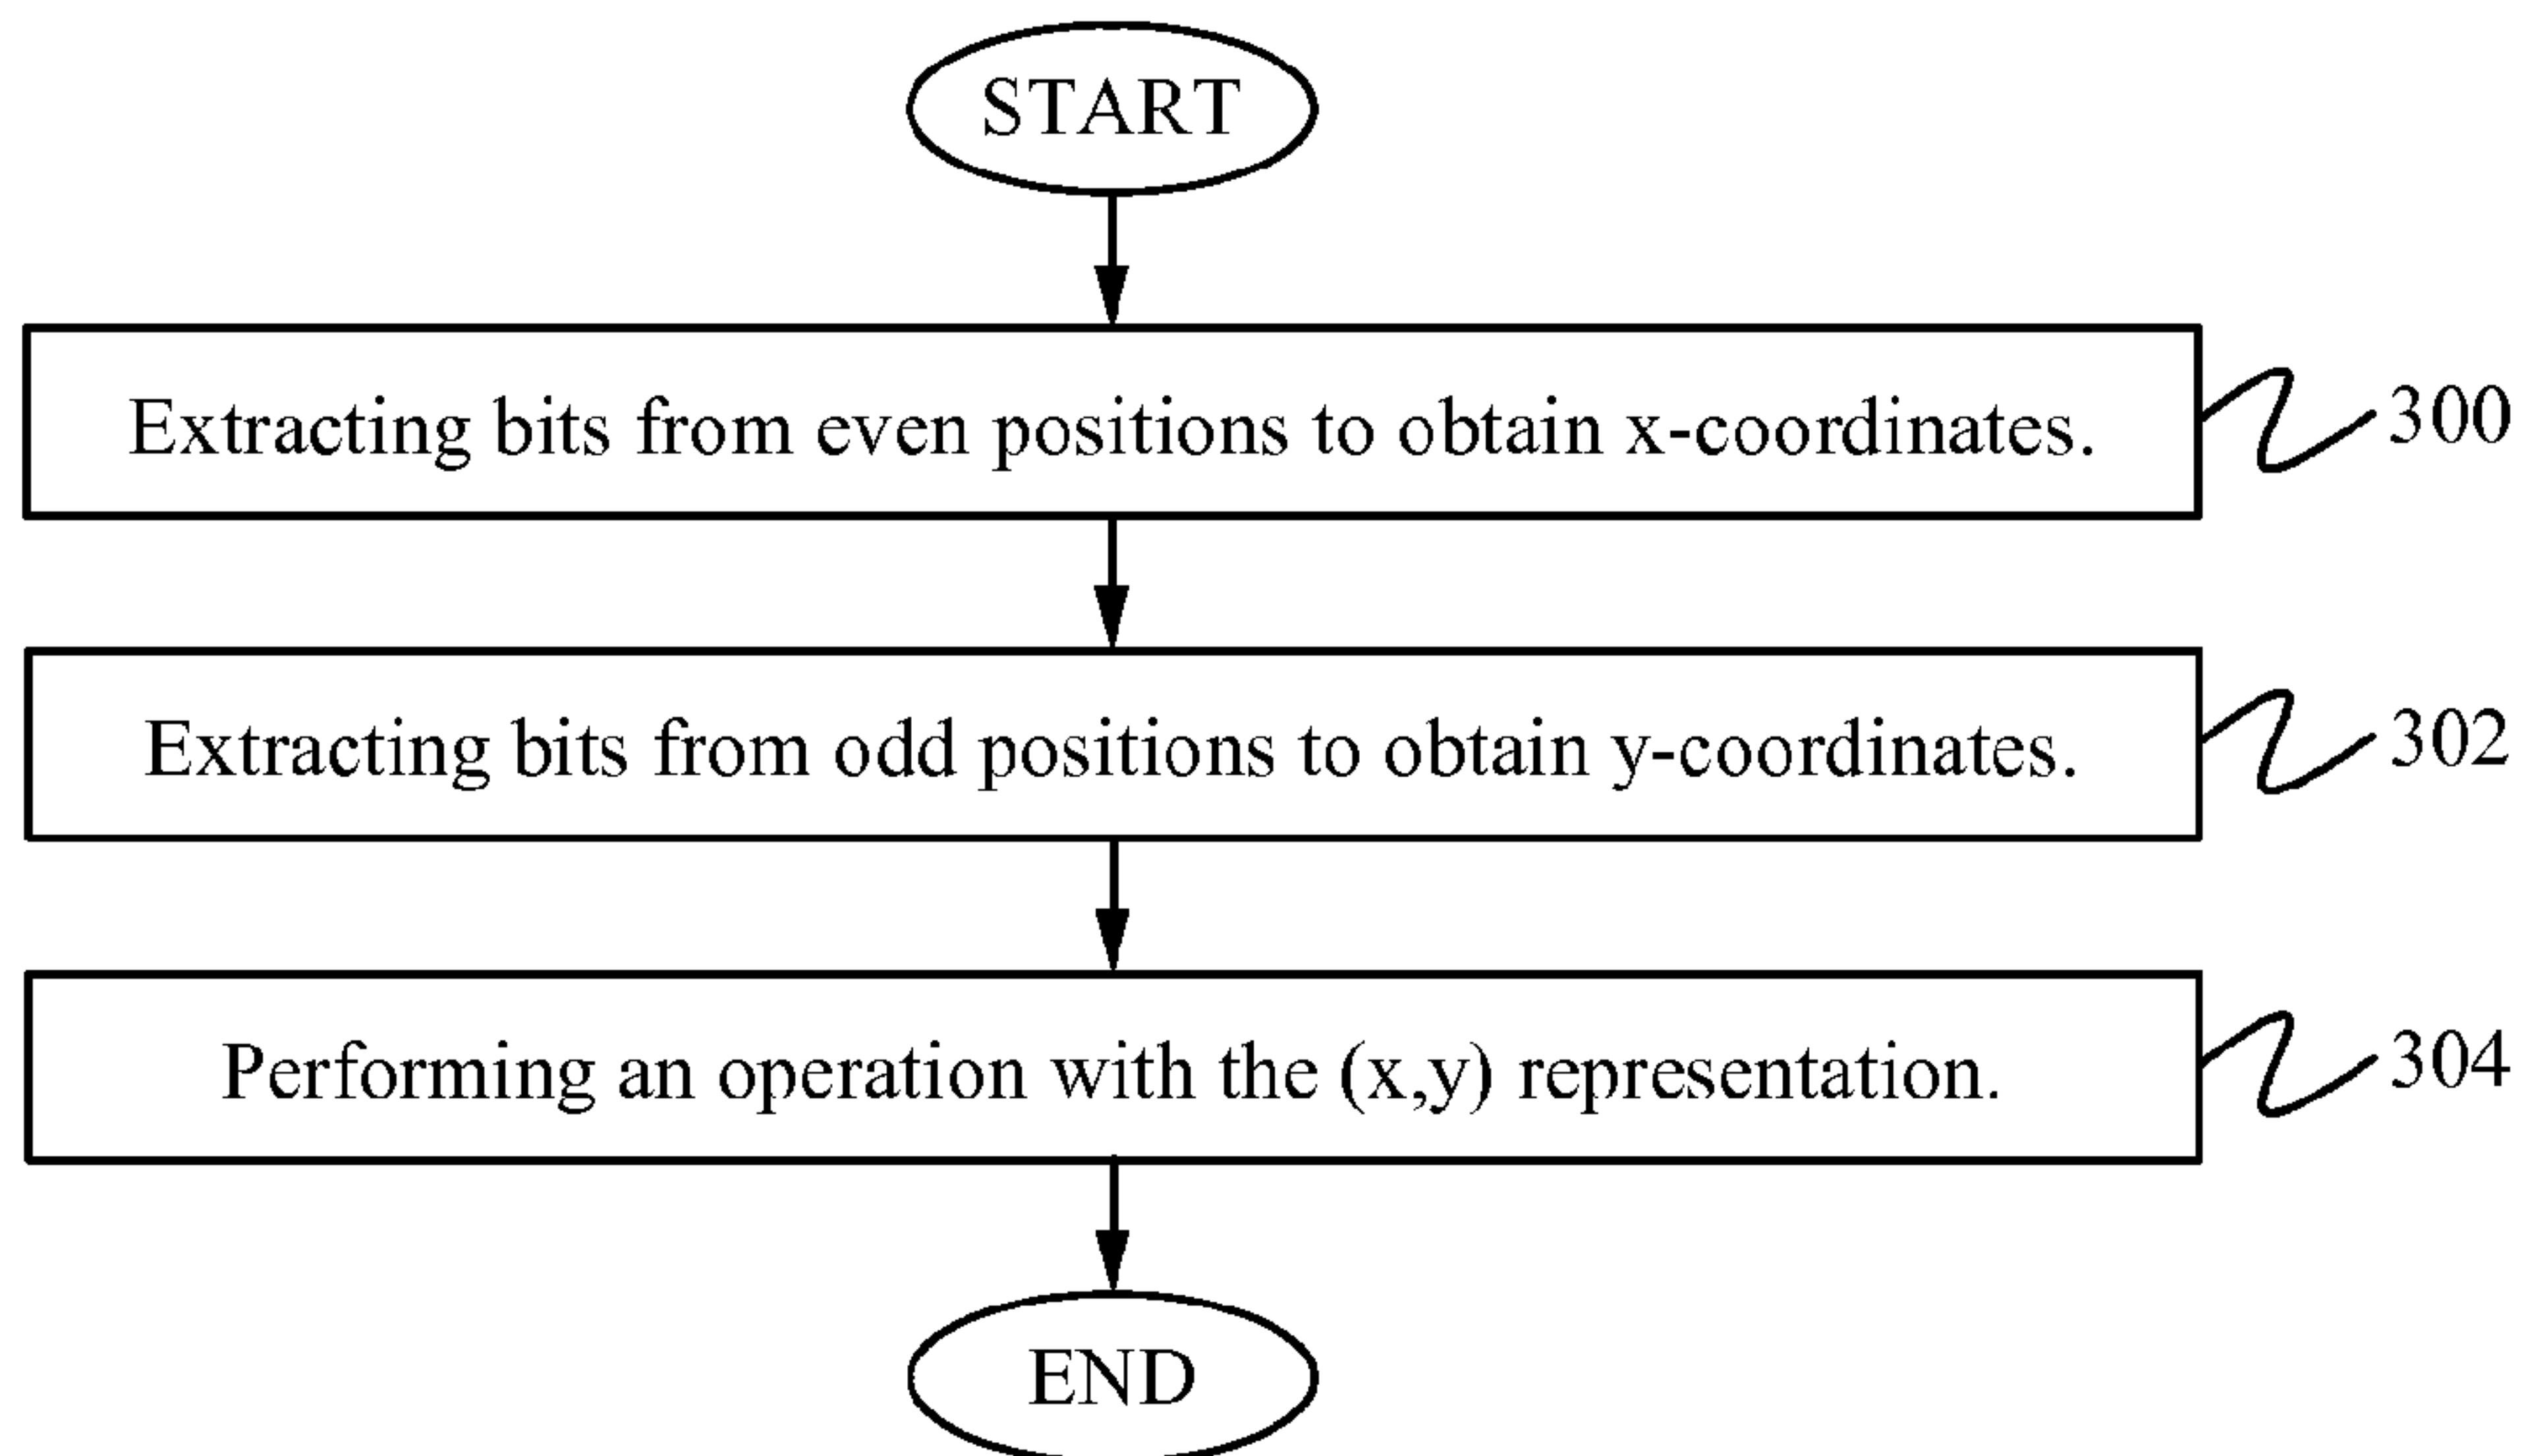 START
Extracting bits from even positions to obtain x-coordinates.
300
Extracting bits from odd positions to obtain y-coordinates.
302
Performing an operation with the (x,y) representation.
304
END